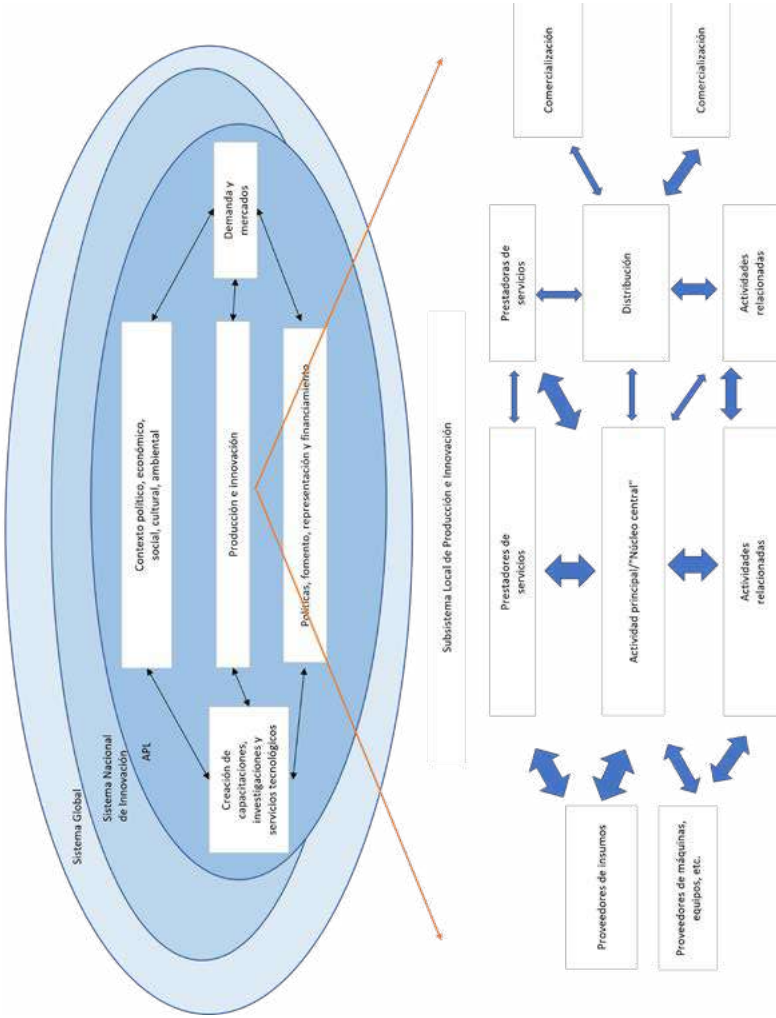 Sistema Global
Sistema Nacional
de Innovación
APL
Contexto político, económico,
social, cultural, ambiental
Creación de
capacitaciones,
investigaciones y
servicios tecnológicos
Producción e innovación
Demanda y
mercados
Políticas, fomento, representación y financiamiento
Subsistema Local de Producción e Innovación
Proveedores de insumos
Proveedores de máquinas,
equipos, etc.
Prestadores de
servicios
Actividad principal/"Núcleo central"
Actividades
relacionadas
Prestadoras de
servicios
Distribución
Actividades
relacionadas
Comercialización
Comercialización